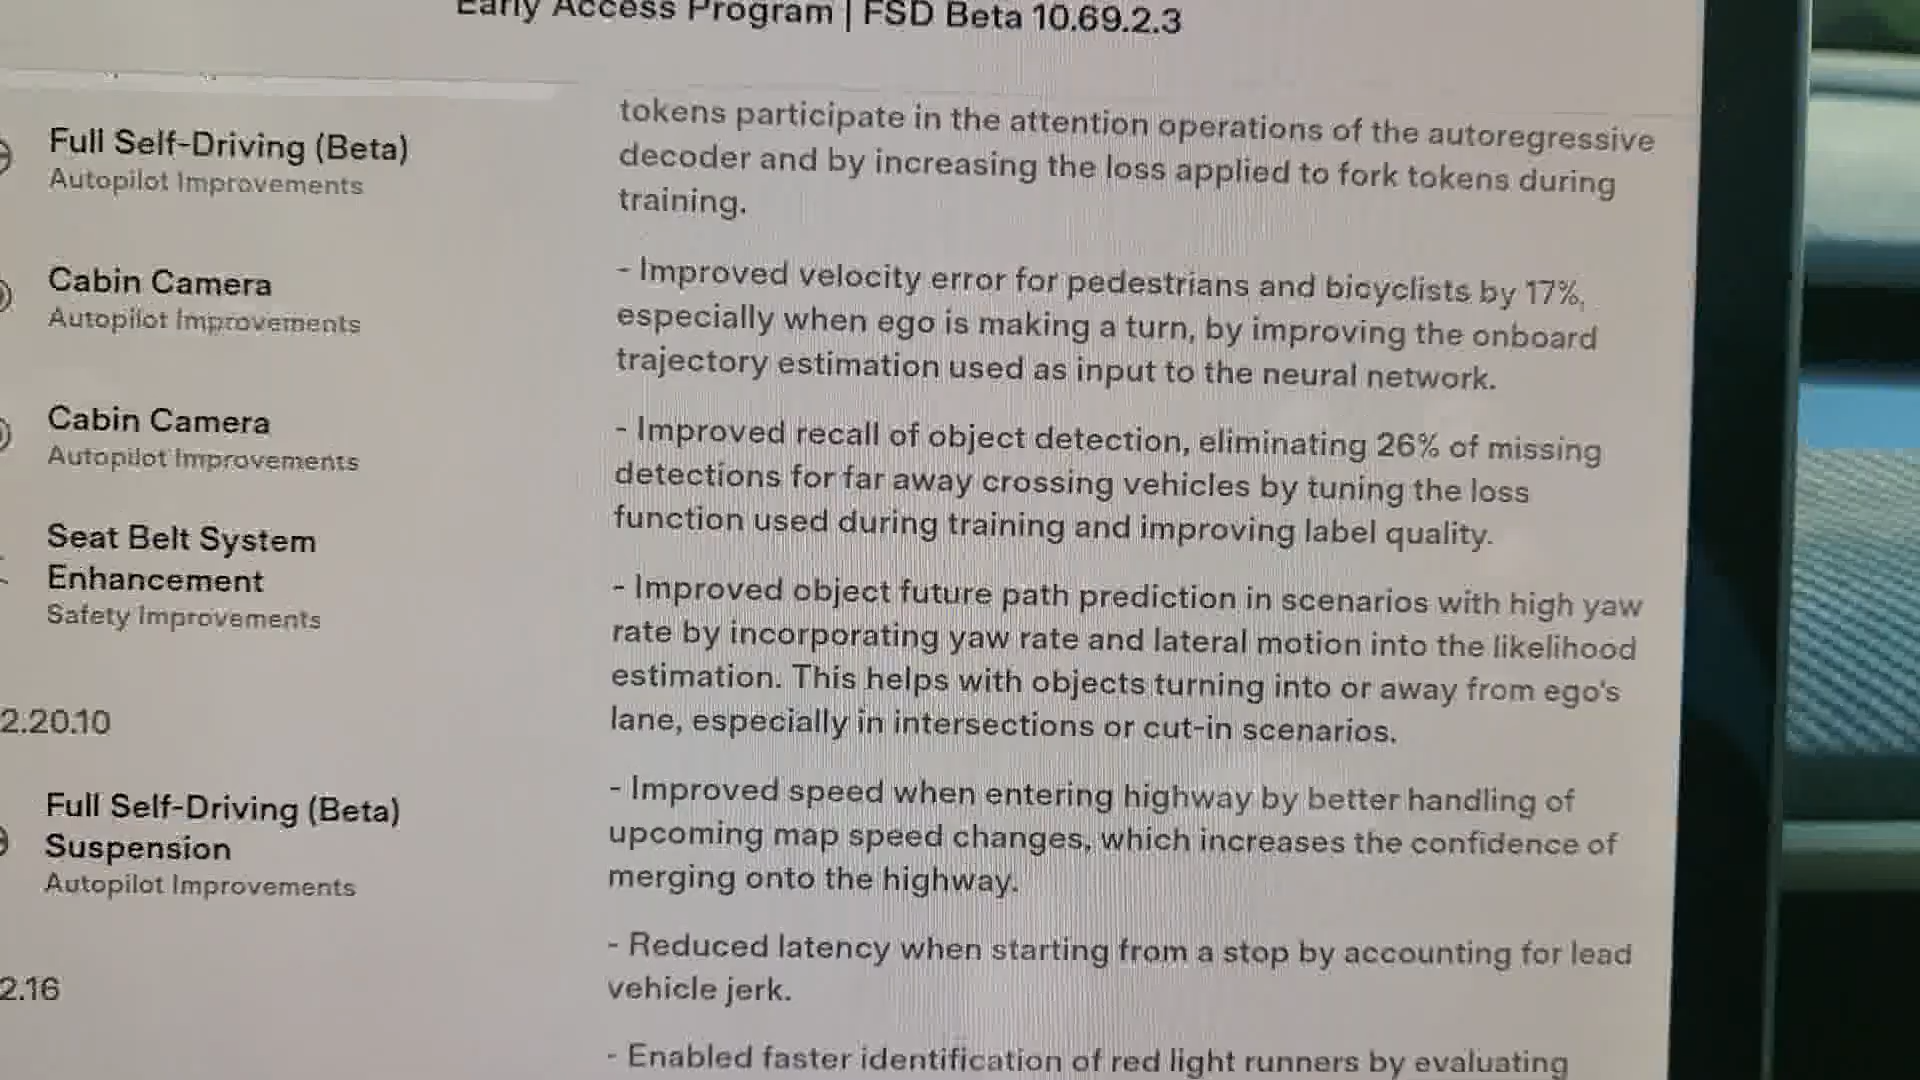 Early Access Program | FSD Beta 10.69.2.3
Full Self-Driving (Beta)
Autopilot Improvements
Cabin Camera
Autopilot Improvements
Cabin Camera
Autopilot Improvements
Seat Belt System
Enhancement
Safety Improvements
2.20.10
Full Self-Driving (Beta)
Suspension
Autopilot Improvements
2.16
tokens participate in the attention operations of the autoregressive
decoder and by increasing the loss applied to fork tokens during
training.
- Improved velocity error for pedestrians and bicyclists by 17%,
especially when ego is making a turn, by improving the onboard
trajectory estimation used as input to the neural network.
- Improved recall of object detection, eliminating 26% of missing
detections for far away crossing vehicles by tuning the loss
function used during training and improving label quality.
- Improved object future path prediction in scenarios with high yaw
rate by incorporating yaw rate and lateral motion into the likelihood
estimation. This helps with objects turning into or away from ego's
lane, especially in intersections or cut-in scenarios.
- Improved speed when entering highway by better handling of
upcoming map speed changes, which increases the confidence of
merging onto the highway.
- Reduced latency when starting from a stop by accounting for lead
vehicle jerk.
- Enabled faster identification of red light runners by evaluating